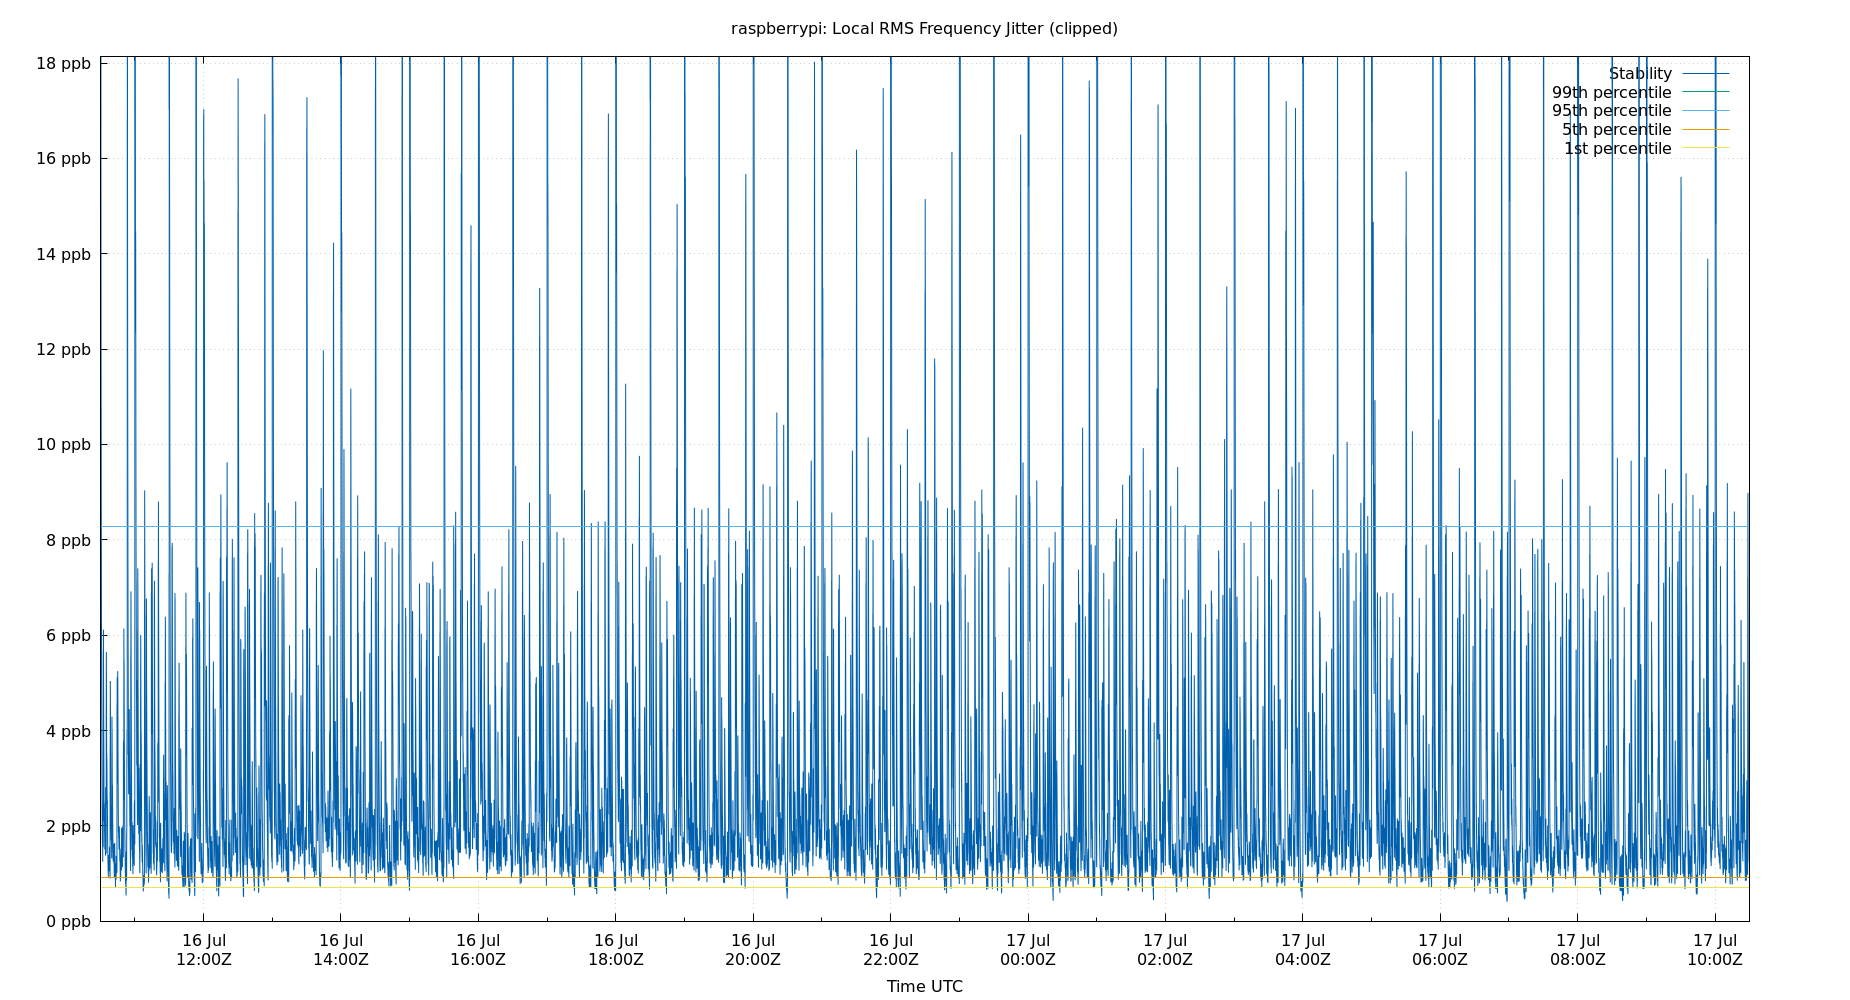 raspberrypi: Local RMS Frequency Jitter (clipped)
18 ppb
16 ppb
14 ppb
12 ppb
10 ppb
8 ppb
6 ppb
4 ppb
2 ppb
0 ppb
Stability
99th percentile
95th percentile
5th percentile
1st percentile
16 Jul 16 Jul 16 Jul 16 Jul 16 Jul 16 Jul 17 Jul 17 Jul 17 Jul 17 Jul 17 Jul 17 Jul
12:00Z 14:00Z 16:00Z 18:00Z 20:00Z 22:00Z 00:00Z 02:00Z 04:00Z 06:00Z 08:00Z 10:00Z
Time UTC